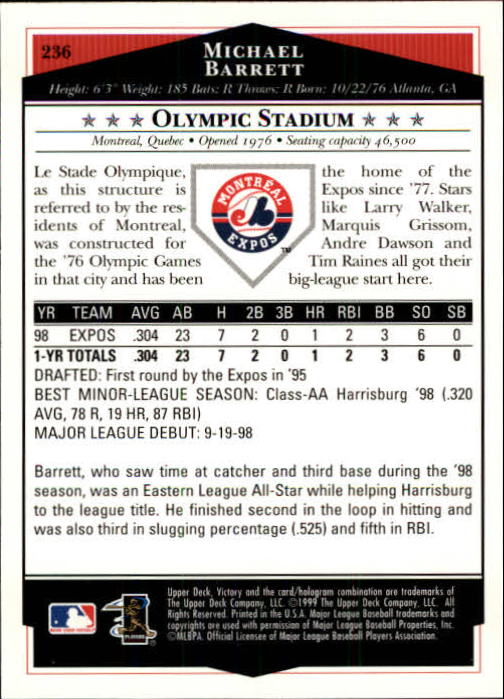 236
MICHAEL
BARRETT
Height: 6'3" Weight: 185 Bats: R Throws: R Born: 10/22/76 Atlanta, GA
★ ★ ★ OLYMPIC STADIUM ★ ★ ★
Montreal, Quebec • Opened 1976 • Seating capacity 46,500
Le Stade Olympique,
as this structure is
referred to by the res-
idents of Montreal,
was constructed for
the '76 Olympic Games
in that city and has been
MONTRÉAL
EXPOS
TM
the home of the
Expos since '77. Stars
like Larry Walker,
Marquis Grissom,
Andre Dawson and
Tim Raines all got their
big-league start here.
YR TEAM AVG AB H 2B 3B HR RBI BB SO SB
98 EXPOS .304 23 7 2 0 1 2 3 6 0
1-YR TOTALS .304 23 7 2 0 1 2 3 6 0
DRAFTED: First round by the Expos in '95
BEST MINOR-LEAGUE SEASON: Class-AA Harrisburg '98 (.320
AVG, 78 R, 19 HR, 87 RBI)
MAJOR LEAGUE DEBUT: 9-19-98
Barrett, who saw time at catcher and third base during the '98
season, was an Eastern League All-Star while helping Harrisburg
to the league title. He finished second in the loop in hitting and
was also third in slugging percentage (.525) and fifth in RBI.
Upper Deck, Victory and the card/hologram combination are trademarks of
The Upper Deck Company, LLC. ©1999 The Upper Deck Company, LLC. All
Rights Reserved. Printed in the U.S.A. Major League Baseball trademarks and
copyrights are used with permission of Major League Baseball Properties, Inc.
©MLBPA. Official Licensee of Major League Baseball Players Association.